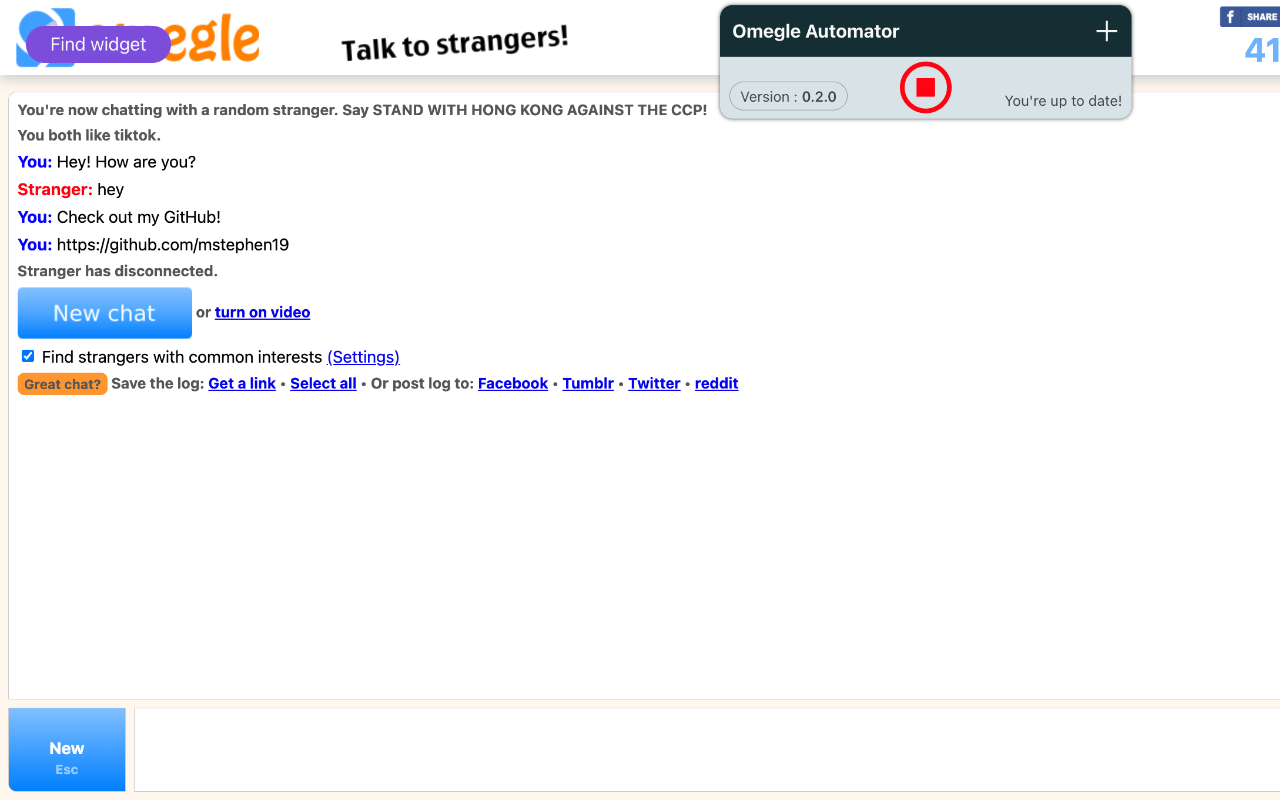 Find widget
egle
Talk to strangers!
Omegle Automator
Version : 0.2.0
You're up to date!
SHARE
41
You're now chatting with a random stranger. Say STAND WITH HONG KONG AGAINST THE CCP!
You both like tiktok.
You: Hey! How are you?
Stranger: hey
You: Check out my GitHub!
You: https://github.com/mstephen19
Stranger has disconnected.
New chat or turn on video
Find strangers with common interests (Settings)
Great chat? Save the log: Get a link • Select all • Or post log to: Facebook • Tumblr • Twitter • reddit
New
Esc